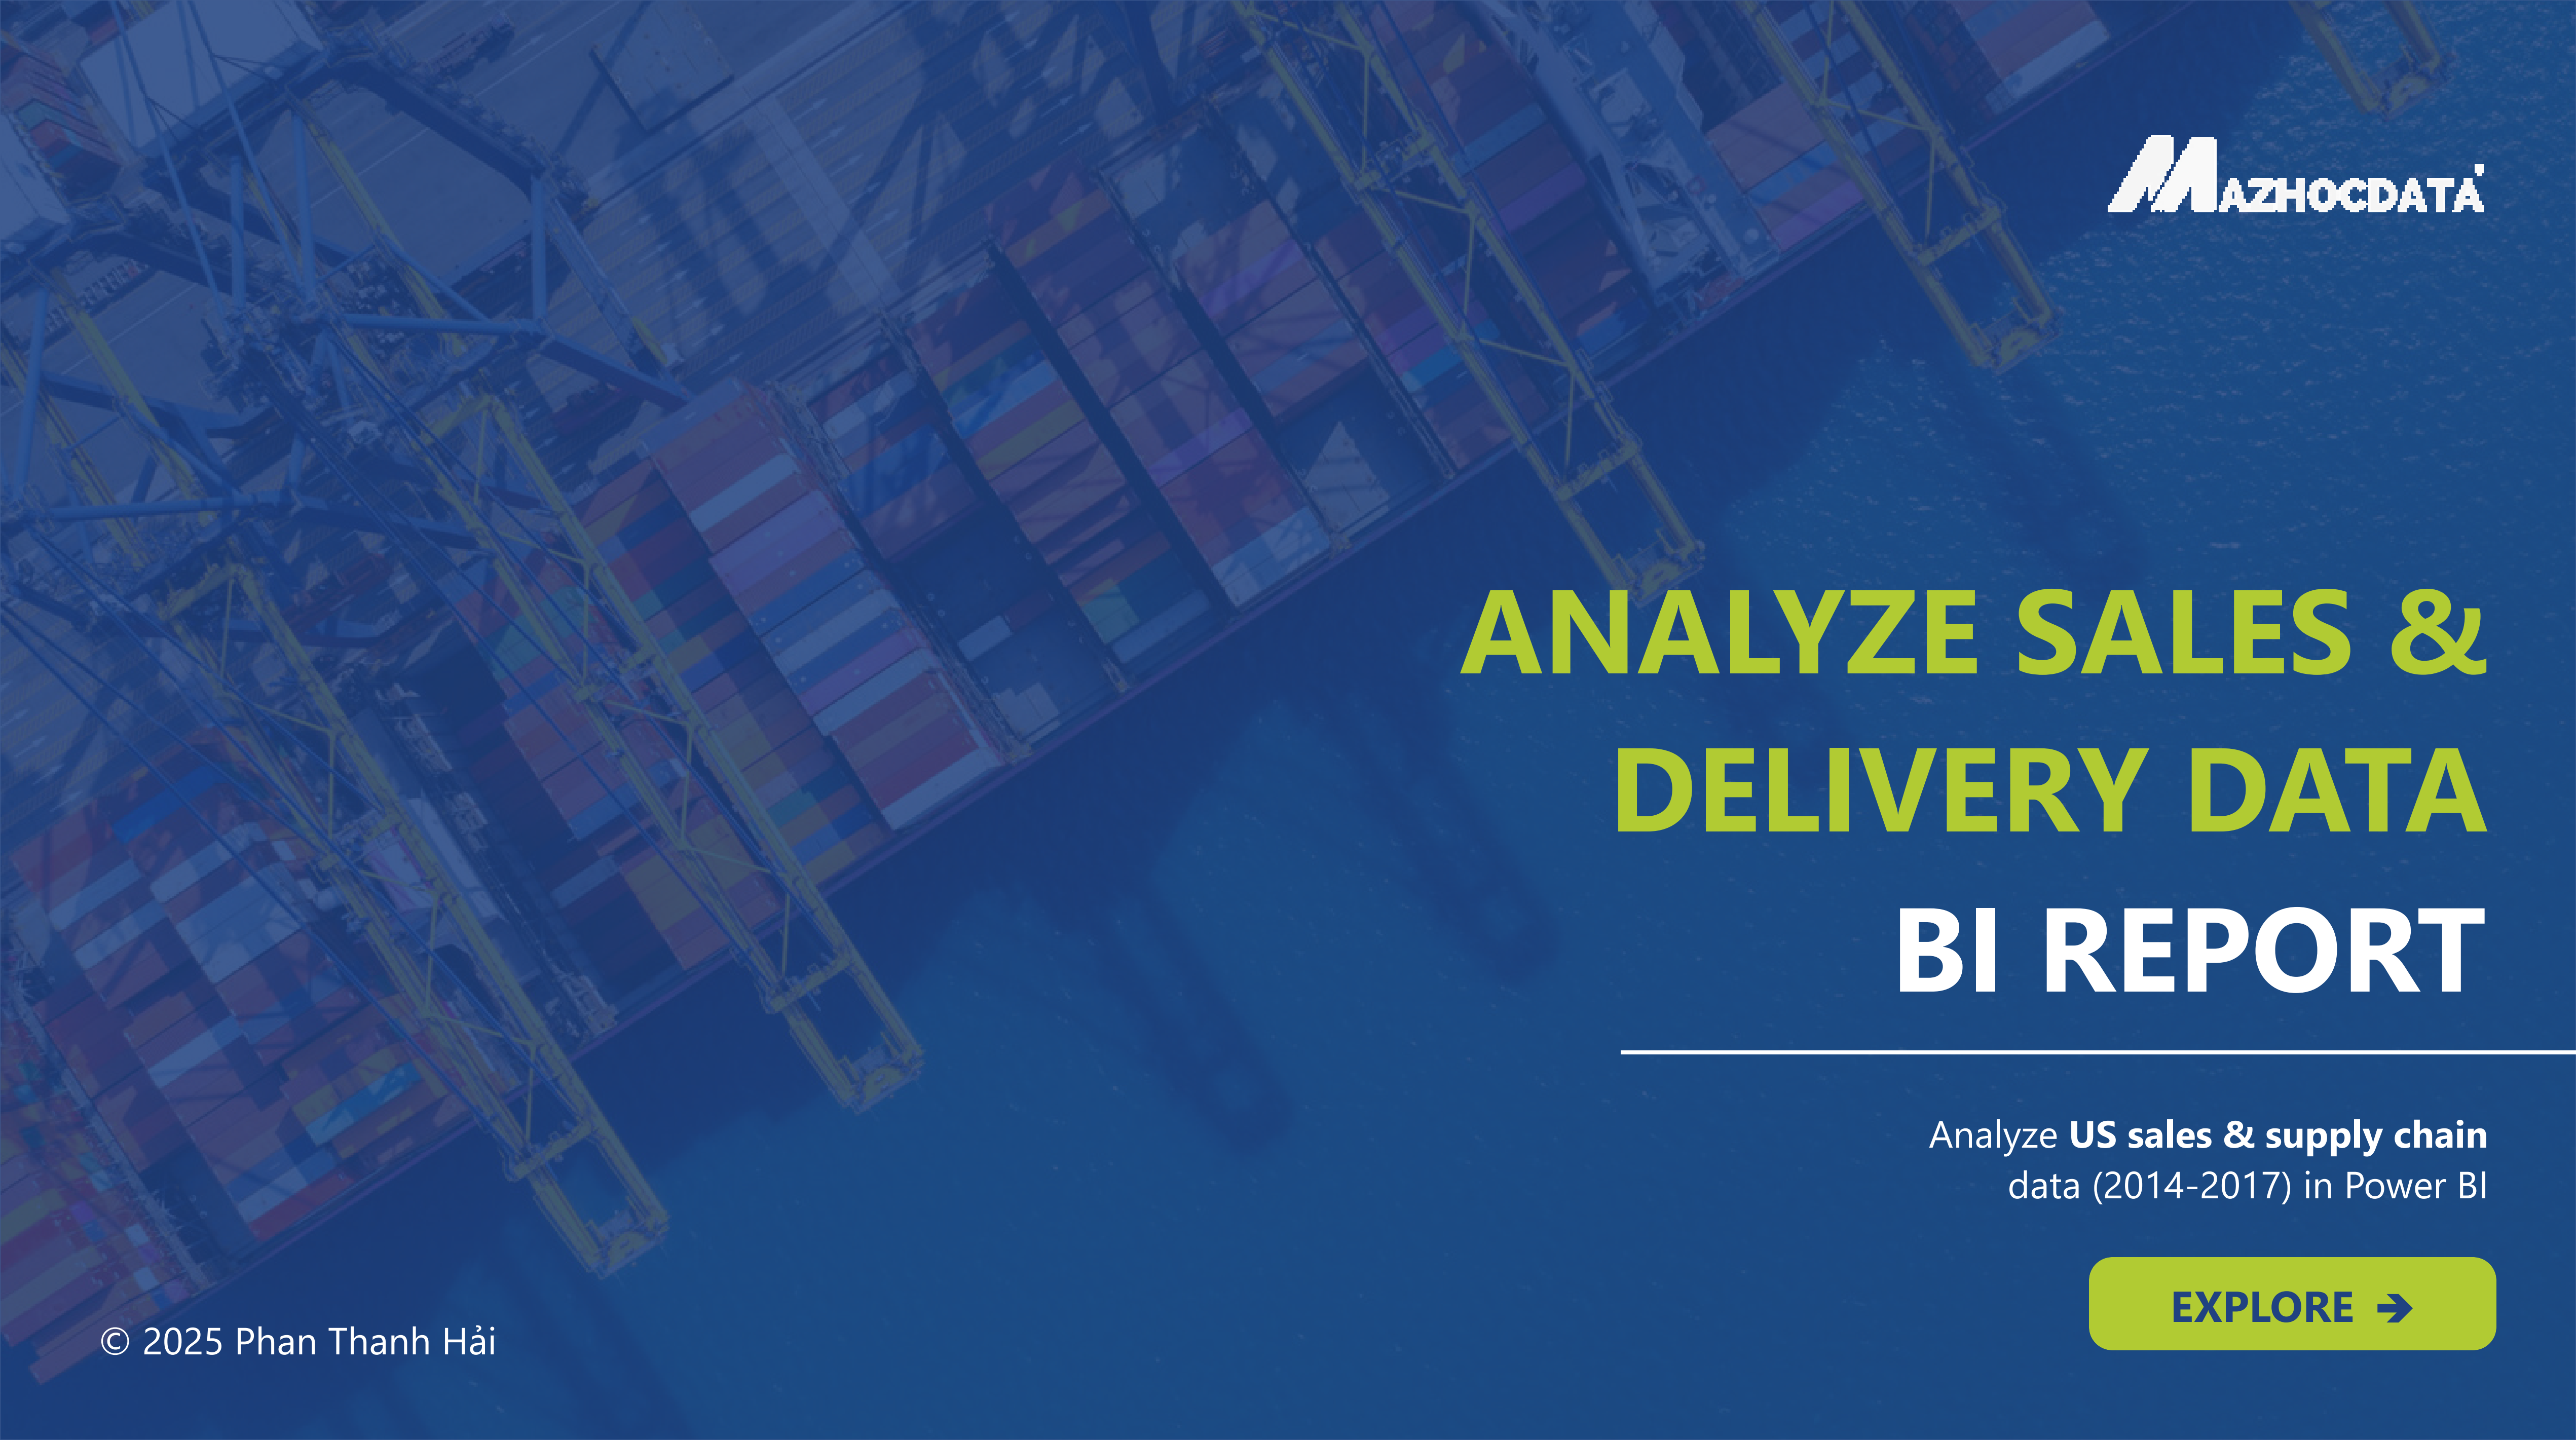 MAZHOCDATA
ANALYZE SALES &
DELIVERY DATA
BI REPORT
Analyze US sales & supply chain
data (2014-2017) in Power BI
EXPLORE ➔
© 2025 Phan Thanh Hải